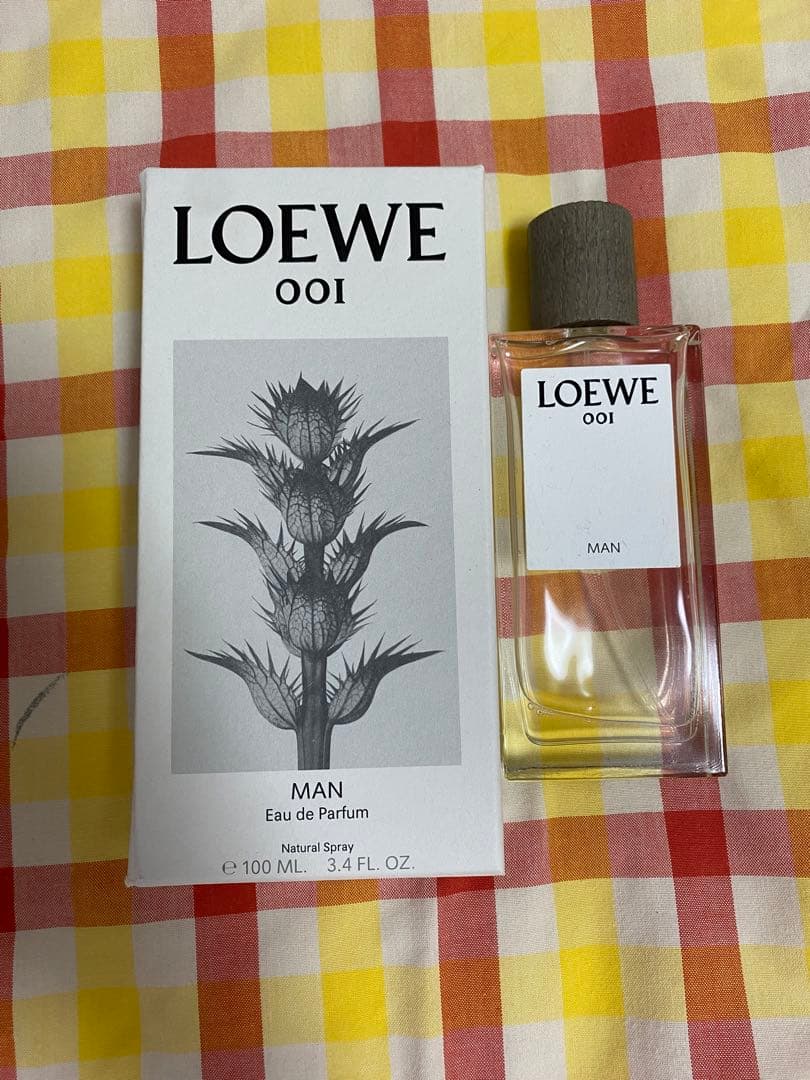 LOEWE
001
MAN
Eau de Parfum
Natural Spray
℮ 100 ML. 3.4 FL. OZ.
LOEWE
001
MAN